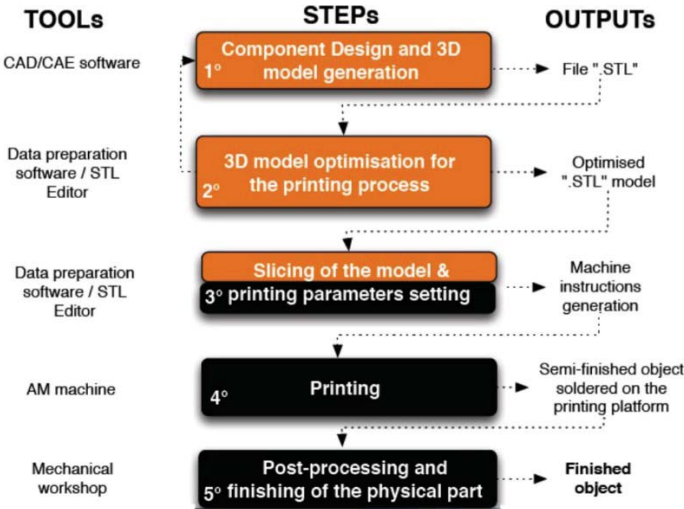 TOOLs
STEPs
OUTPUTs
CAD/CAE software
Component Design and 3D
1° model generation
File ".STL"
Data preparation
software / STL
Editor
3D model optimisation for
2° the printing process
Optimised
".STL" model
Data preparation
software / STL
Editor
Slicing of the model &
3° printing parameters setting
Machine
instructions
generation
AM machine
4° Printing
Semi-finished object
soldered on the
printing platform
Mechanical
workshop
Post-processing and
5° finishing of the physical part
Finished
object